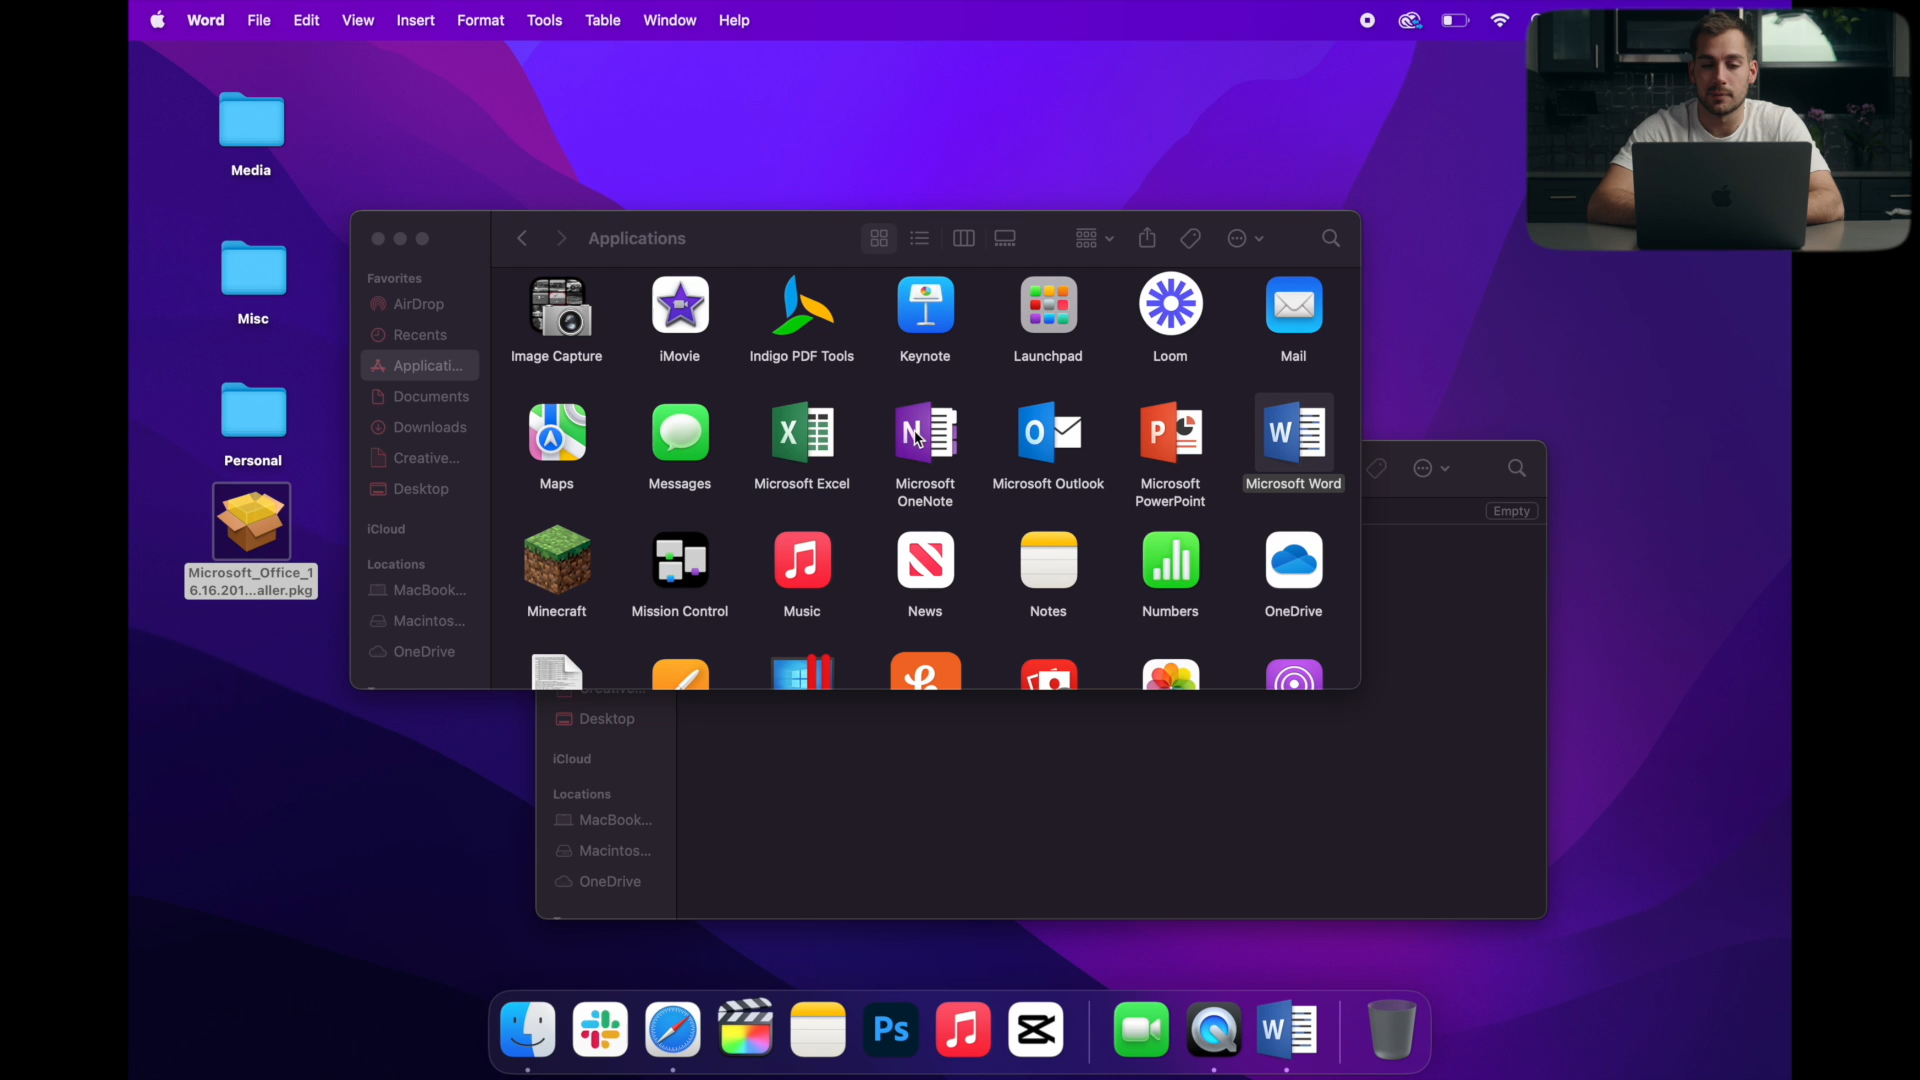 Word File Edit View Insert Format Tools Table Window Help
Media
Misc
Personal
Microsoft_Office_1
6.16.201...aller.pkg
Applications
Favorites
AirDrop
Recents
Applicati...
Documents
Downloads
Creative...
Desktop
iCloud
Locations
MacBook...
Macintos...
OneDrive
Image Capture iMovie Indigo PDF Tools Keynote Launchpad Loom Mail
X N O P W
Maps Messages Microsoft Excel Microsoft OneNote Microsoft Outlook Microsoft PowerPoint Microsoft Word
Minecraft Mission Control Music News Notes Numbers OneDrive
Empty
Desktop
iCloud
Locations
MacBook...
Macintos...
OneDrive
Ps W